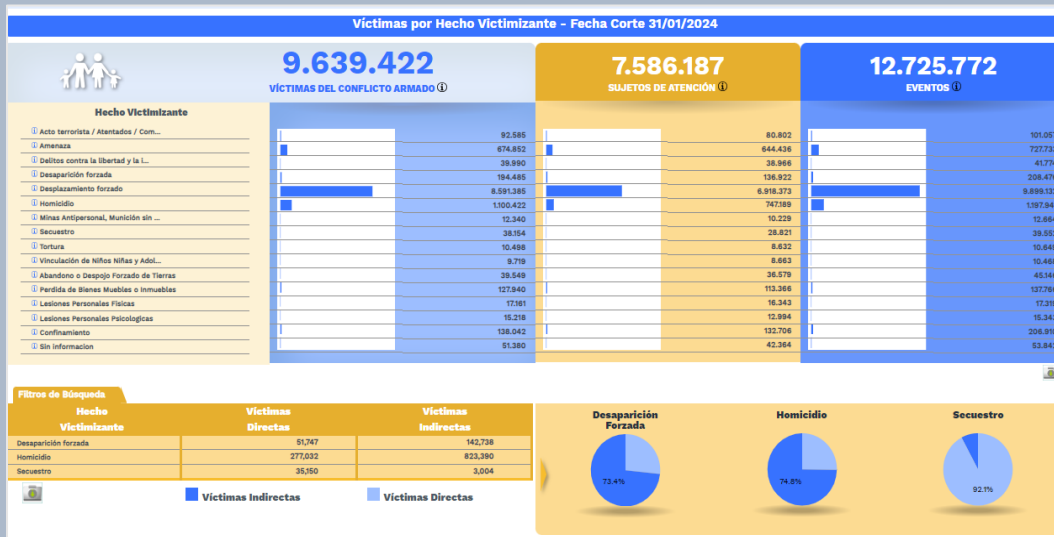 Víctimas por Hecho Victimizante - Fecha Corte 31/01/2024
9.639.422 7.586.187 12.725.772
VÍCTIMAS DEL CONFLICTO ARMADO SUJETOS DE ATENCIÓN EVENTOS
Hecho Victimizante
Acto terrorista / Atentados / Com... 92.585 80.802
Amenaza 674.852 644.436
Delitos contra la libertad y la i... 39.990 38.966
Desaparición forzada 194.485 136.922
Desplazamiento forzado 8.591.385 6.918.373
Homicidio 1.100.422 747.189
Minas Antipersonal, Munición sin ... 12.340 10.229
Secuestro 38.154 28.821
Tortura 10.498 8.632
Vinculación de Niños Niñas y Adol... 9.719 8.663
Abandono o Despojo Forzado de Tierras 39.549 36.579
Perdida de Bienes Muebles o Inmuebles 127.940 113.366
Lesiones Personales Fisicas 17.161 16.343
Lesiones Personales Psicologicas 15.218 12.994
Confinamiento 138.042 132.706
Sin informacion 51.380 42.364
Filtros de Búsqueda
Hecho Víctimas Víctimas
Victimizante Directas Indirectas
Desaparición forzada 51,747 142,738
Homicidio 277,032 823,390
Secuestro 35,150 3,004
Víctimas Indirectas Víctimas Directas
Desaparición Homicidio Secuestro
Forzada
73.4% 74.8% 92.1%